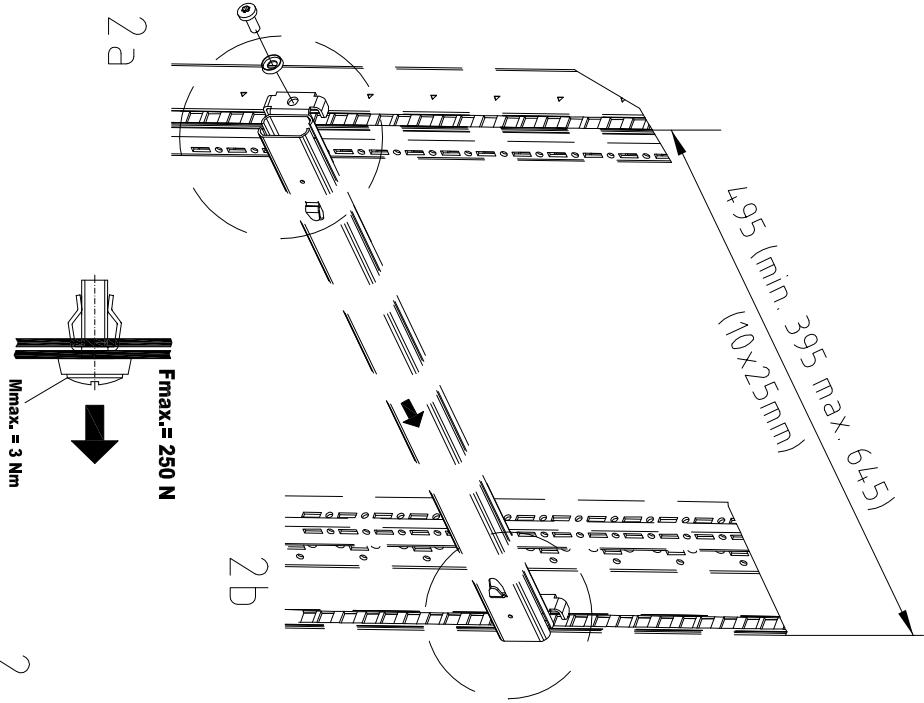 2a
495 (min. 395 max. 645)
(10x25mm)
Fmax.= 250 N
Mmax. = 3 Nm
2b
2